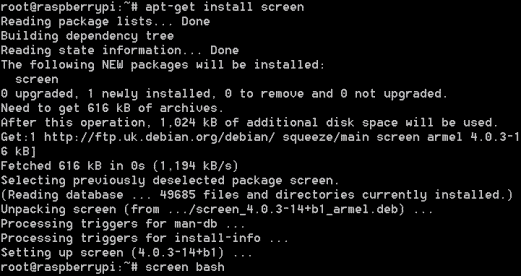 root@raspberrypi:~# apt-get install screen
Reading package lists... Done
Building dependency tree
Reading state information... Done
The following NEW packages will be installed:
  screen
0 upgraded, 1 newly installed, 0 to remove and 0 not upgraded.
Need to get 616 kB of archives.
After this operation, 1,024 kB of additional disk space will be used.
Get:1 http://ftp.uk.debian.org/debian/ squeeze/main screen armel 4.0.3-1
6 kB]
Fetched 616 kB in 0s (1,194 kB/s)
Selecting previously deselected package screen.
(Reading database ... 49685 files and directories currently installed.)
Unpacking screen (from .../screen_4.0.3-14+b1_armel.deb) ...
Processing triggers for man-db ...
Processing triggers for install-info ...
Setting up screen (4.0.3-14+b1) ...
root@raspberrypi:~# screen bash